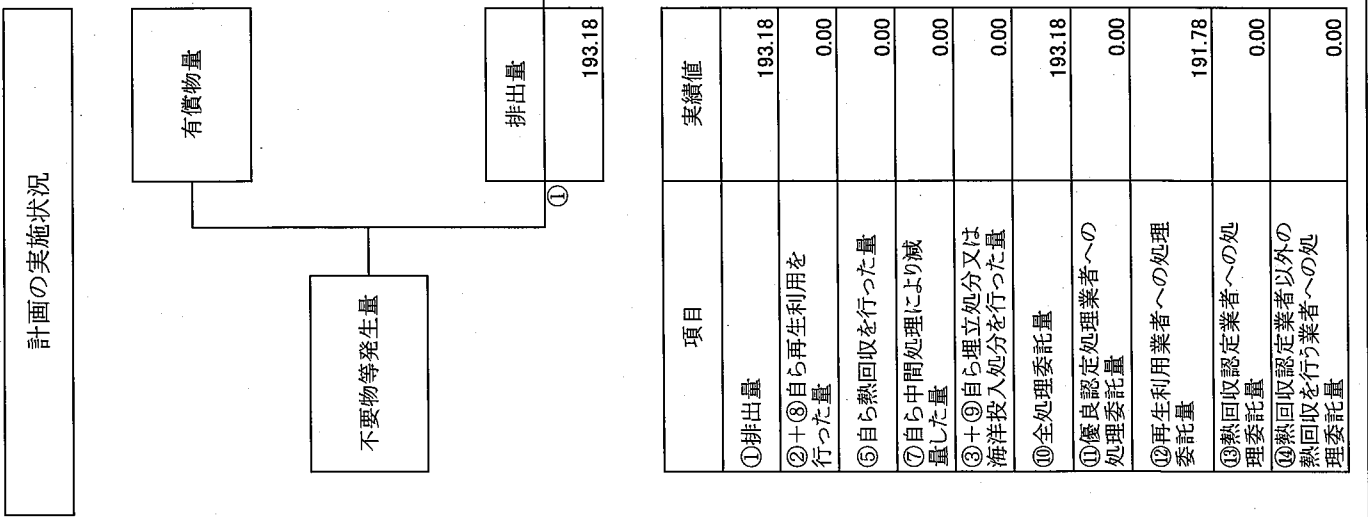 計画の実施状況
有償物量
不要物等発生量
排出量
①
193.18
項目
実績値
①排出量
193.18
②+⑧自ら再生利用を
行った量
0.00
⑤自ら熱回収を行った量
0.00
⑦自ら中間処理により減
量した量
0.00
③+⑨自ら埋立処分又は
海洋投入処分を行った量
0.00
⑩全処理委託量
193.18
⑪優良認定処理業者への
処理委託量
0.00
⑫再生利用業者への処理
委託量
191.78
⑬熱回収認定業者への処
理委託量
0.00
⑭熱回収認定業者以外の
熱回収を行う業者への処
理委託量
0.00